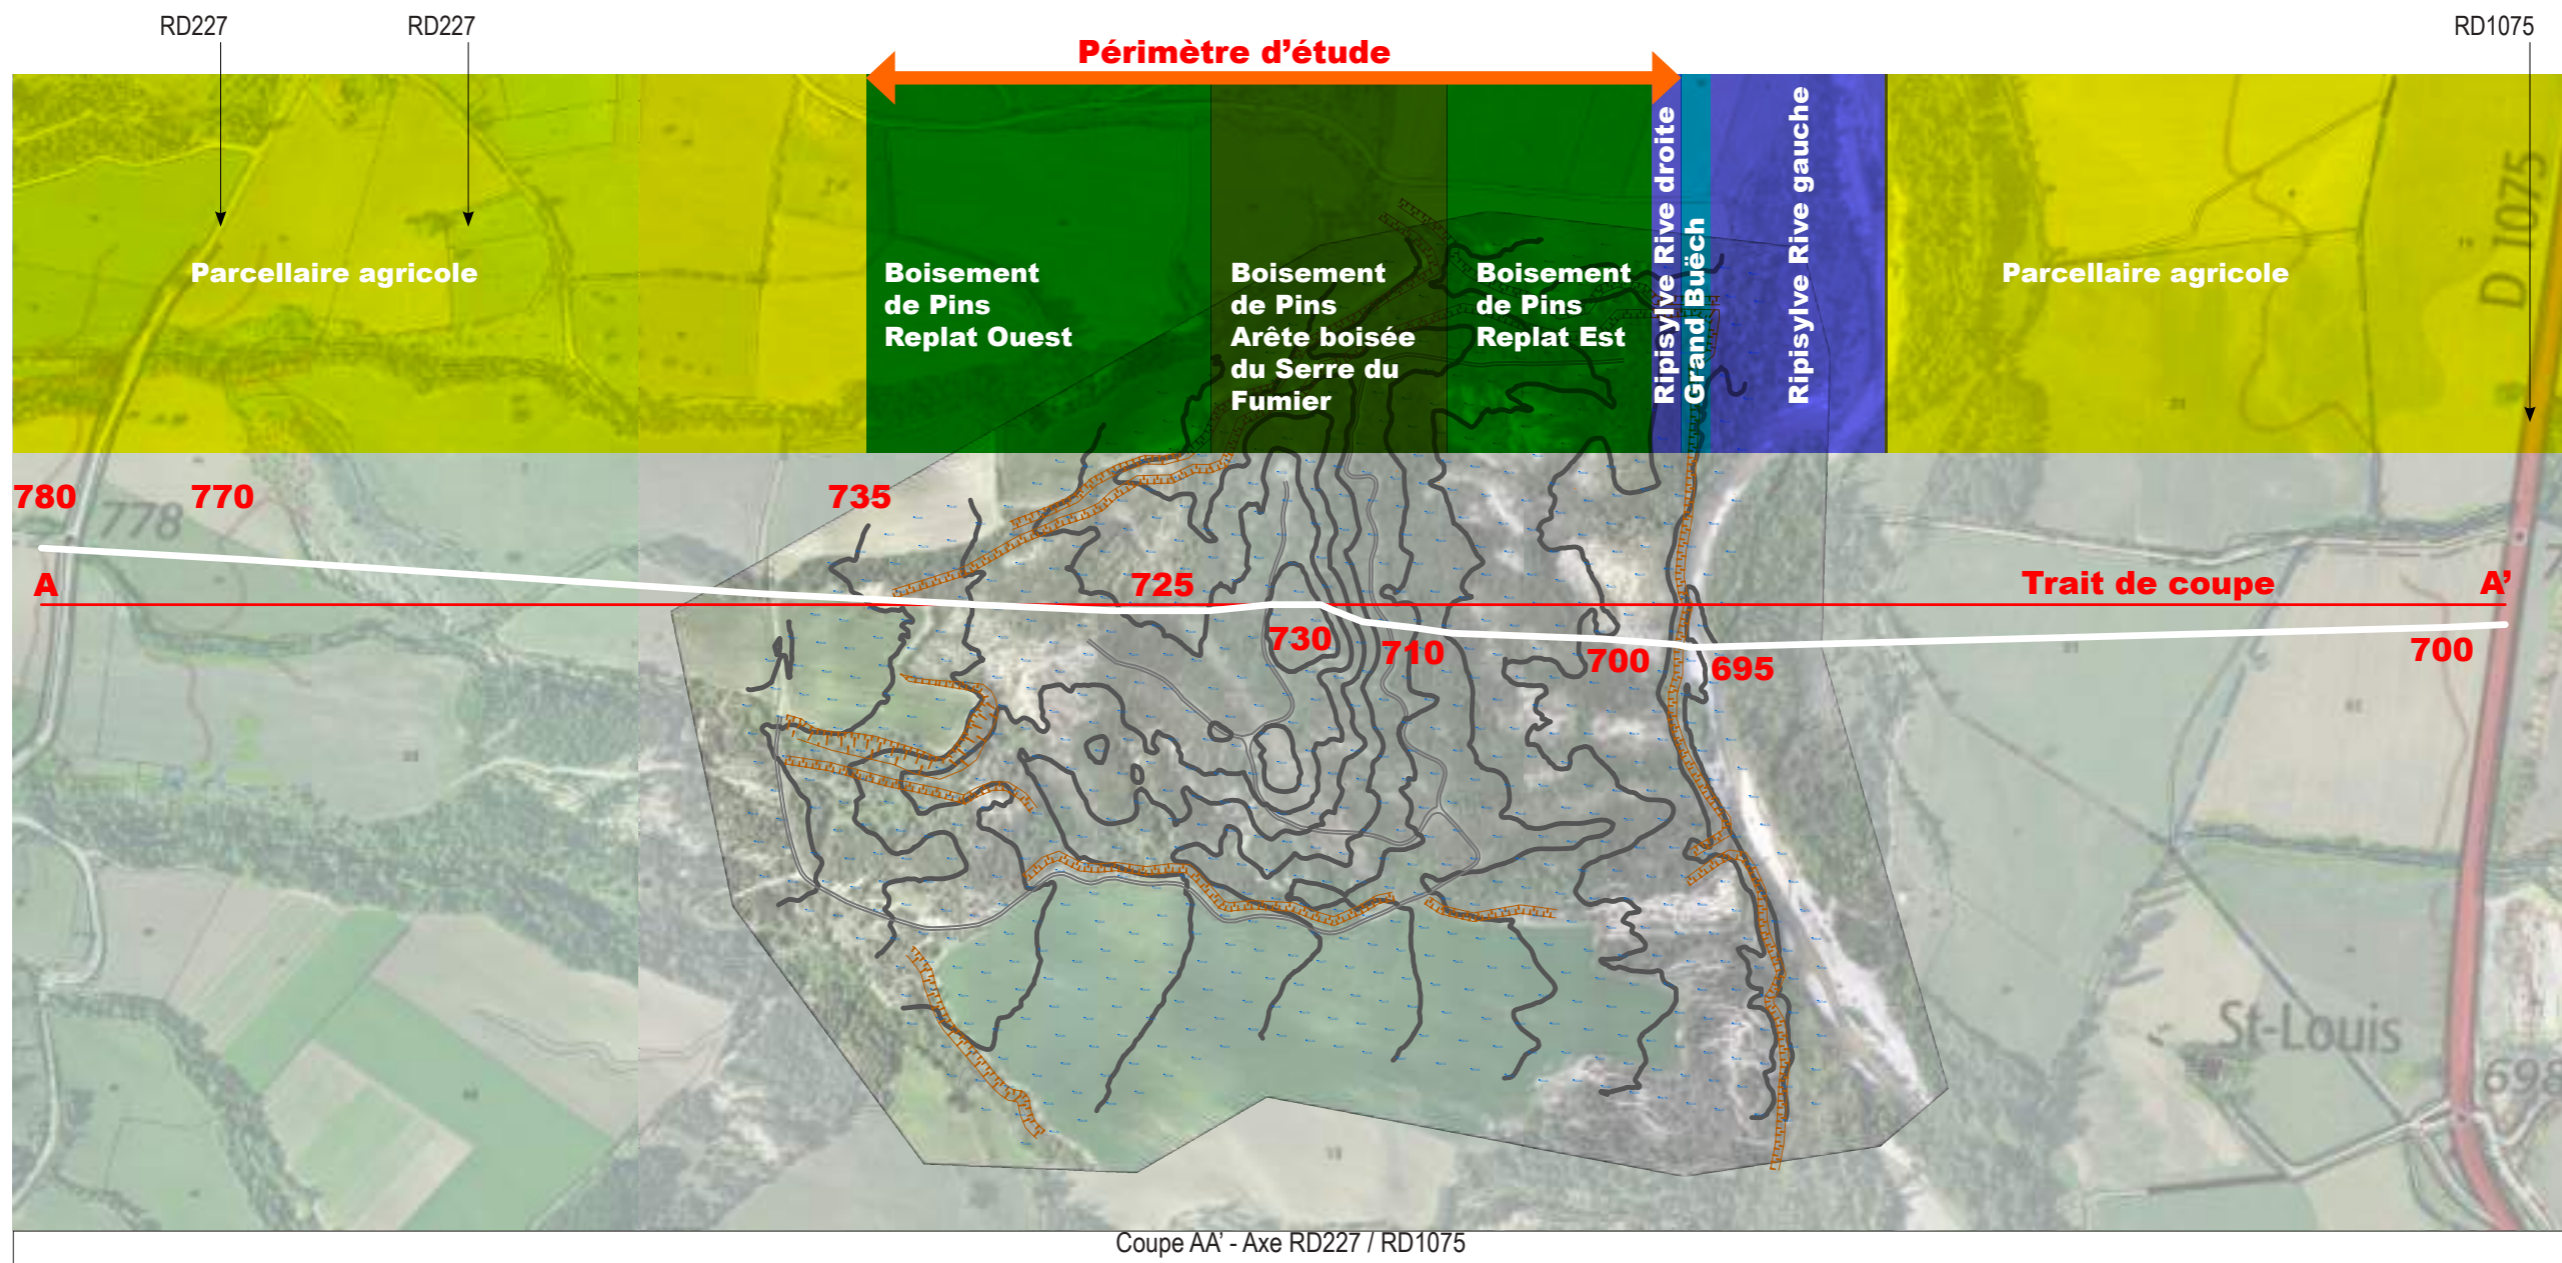 RD227
RD227
RD1075
Périmètre d'étude
Parcellaire agricole
Boisement
de Pins
Replat Ouest
Boisement
de Pins
Arête boisée
du Serre du
Fumier
Boisement
de Pins
Replat Est
Ripisylve Rive droite
Grand Buëch
Ripisylve Rive gauche
Parcellaire agricole
D 1075
780
770
735
778
A
725
Trait de coupe
A'
730
710
700
695
700
St-Louis
698
Coupe AA' - Axe RD227 / RD1075